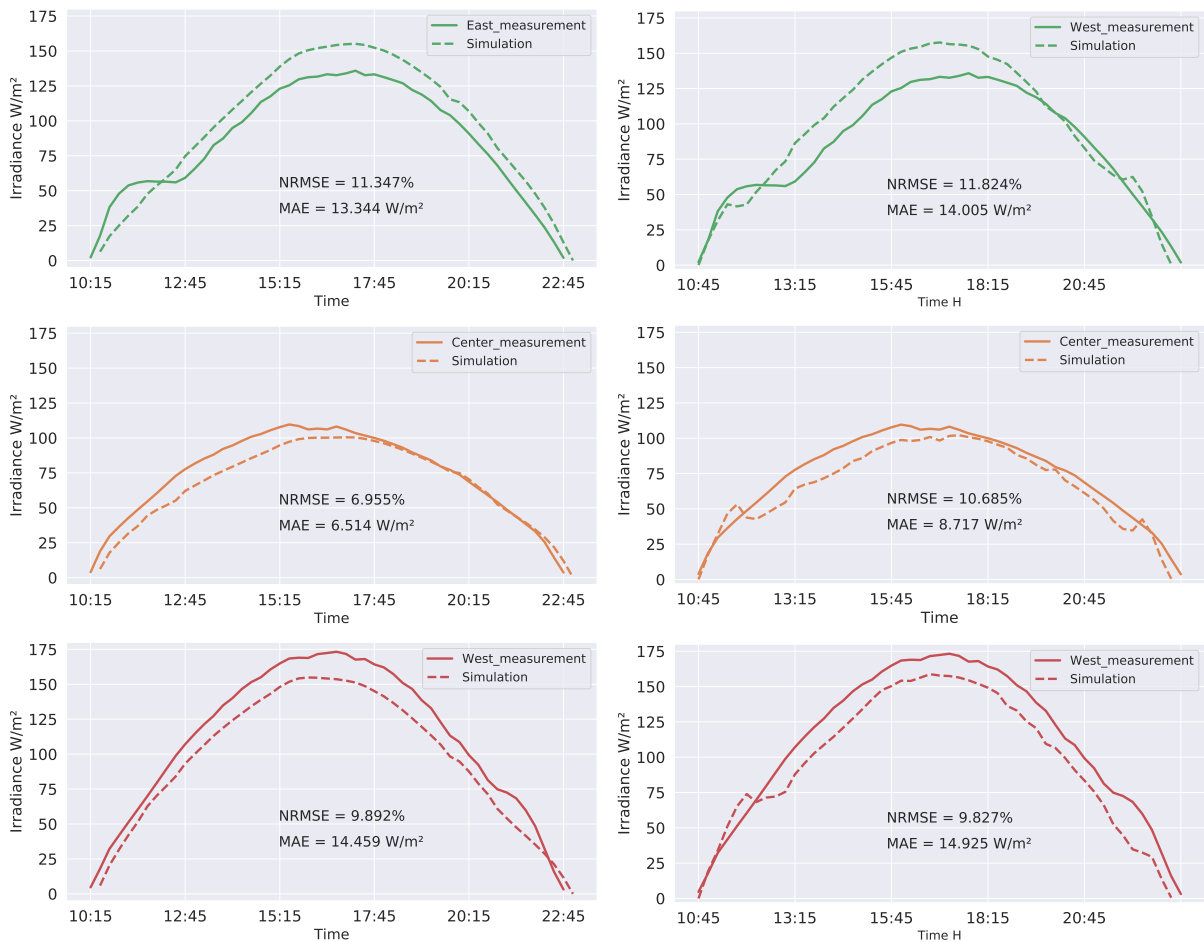 175
150
125
100
75
50
25
0
Irradiance W/m²
East_measurement
Simulation
NRMSE = 11.347%
MAE = 13.344 W/m²
10:15 12:45 15:15 17:45 20:15 22:45
Time
175
150
125
100
75
50
25
0
Irradiance W/m²
West_measurement
Simulation
NRMSE = 11.824%
MAE = 14.005 W/m²
10:45 13:15 15:45 18:15 20:45
Time H
175
150
125
100
75
50
25
0
Irradiance W/m²
Center_measurement
Simulation
NRMSE = 6.955%
MAE = 6.514 W/m²
10:15 12:45 15:15 17:45 20:15 22:45
Time
175
150
125
100
75
50
25
0
Irradiance W/m²
Center_measurement
Simulation
NRMSE = 10.685%
MAE = 8.717 W/m²
10:45 13:15 15:45 18:15 20:45
Time
175
150
125
100
75
50
25
0
Irradiance W/m²
West_measurement
Simulation
NRMSE = 9.892%
MAE = 14.459 W/m²
10:15 12:45 15:15 17:45 20:15 22:45
Time
175
150
125
100
75
50
25
0
Irradiance W/m²
West_measurement
Simulation
NRMSE = 9.827%
MAE = 14.925 W/m²
10:45 13:15 15:45 18:15 20:45
Time H